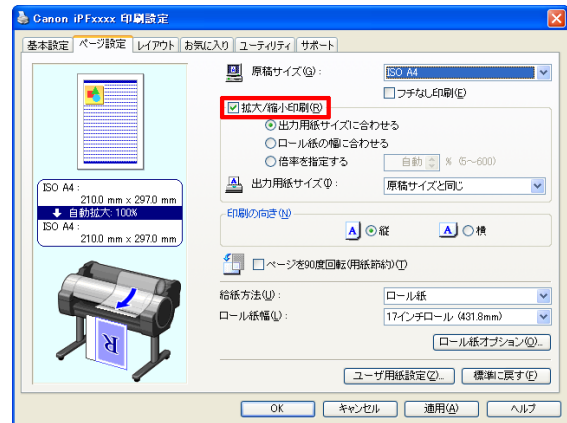 Canon iPFxxxx 印刷設定
基本設定 ページ設定 レイアウト お気に入り ユーティリティ サポート
原稿サイズ(G): ISO A4
フチなし印刷(E)
拡大/縮小印刷(R)
出力用紙サイズに合わせる
ロール紙の幅に合わせる
倍率を指定する 自動 % (5～600)
出力用紙サイズ(I): 原稿サイズと同じ
印刷の向き(N)
A 縦 A 横
ページを90度回転(用紙節約)(T)
給紙方法(U): ロール紙
ロール紙幅(L): 17インチロール (431.8mm)
ロール紙オプション(O)...
ユーザ用紙設定(Z)... 標準に戻す(F)
ISO A4 :
210.0 mm x 297.0 mm
自動拡大: 100%
ISO A4 :
210.0 mm x 297.0 mm
R
OK キャンセル 適用(A) ヘルプ